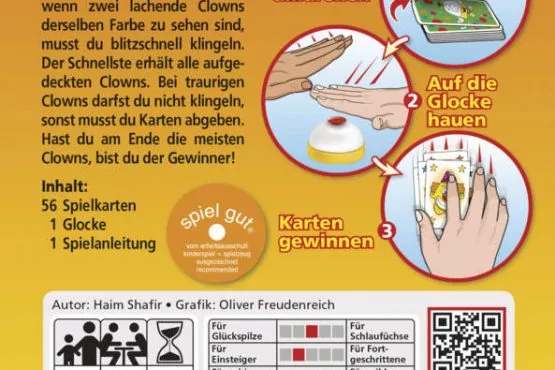 wenn zwei lachende Clowns
derselben Farbe zu sehen sind,
musst du blitzschnell klingeln.
Der Schnellste erhält alle aufge-
deckten Clowns. Bei traurigen
Clowns darfst du nicht klingeln,
sonst musst du Karten abgeben.
Hast du am Ende die meisten
Clowns, bist du der Gewinner!
Inhalt:
56 Spielkarten
1 Glocke
1 Spielanleitung
spiel gut®
vom arbeitsausschuß
kinderspiel + spielzeug
ausgezeichnet
recommended
2
Auf die
Glocke
hauen
Karten
gewinnen
3
Autor: Haim Shafir • Grafik: Oliver Freudenreich
Für
Glückspilze
Für
Schlaufüchse
Für
Einsteiger
Für Fort-
geschrittene